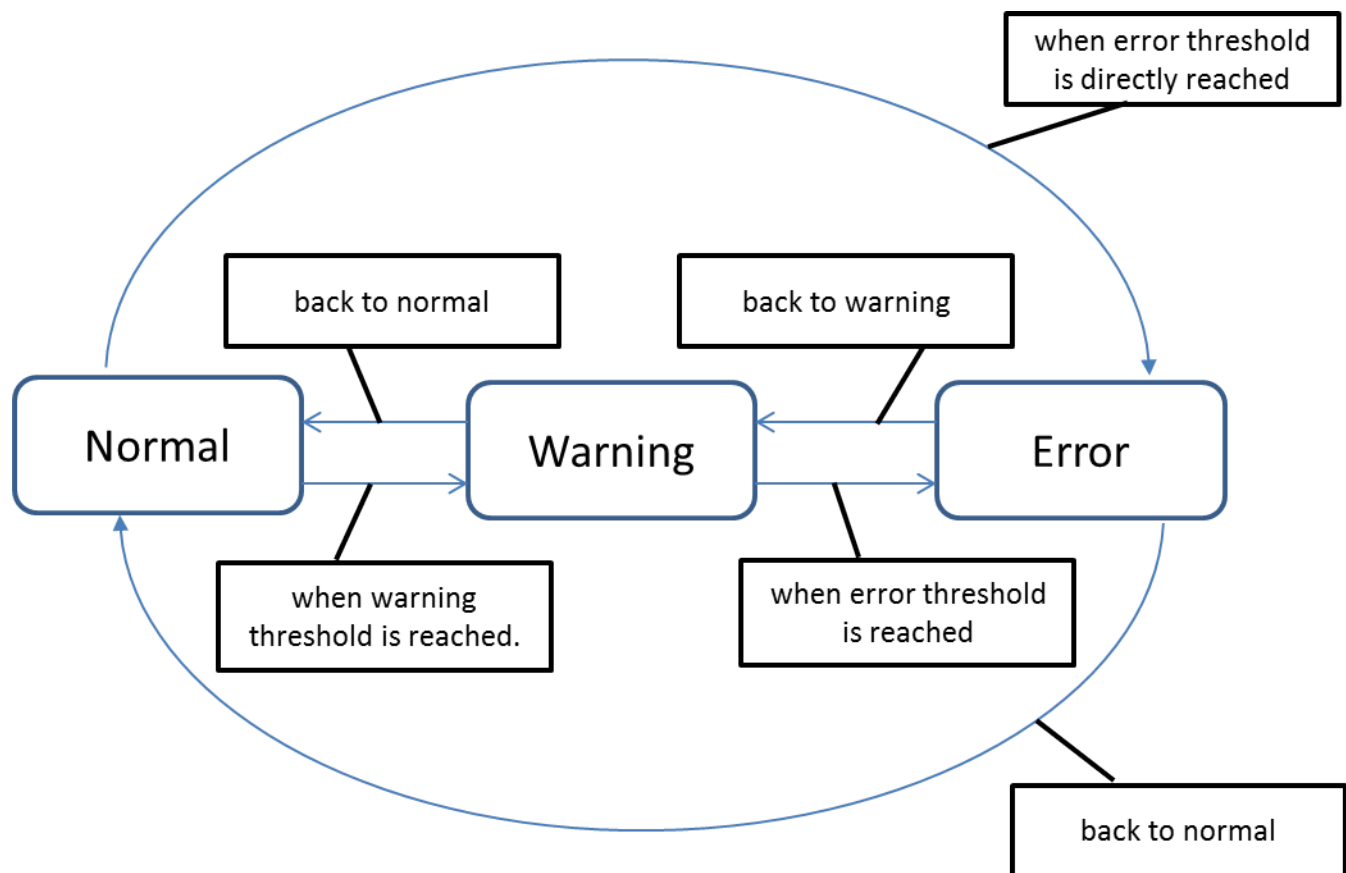 when error threshold
is directly reached
back to normal
back to warning
Normal
Warning
Error
when warning
threshold is reached.
when error threshold
is reached
back to normal